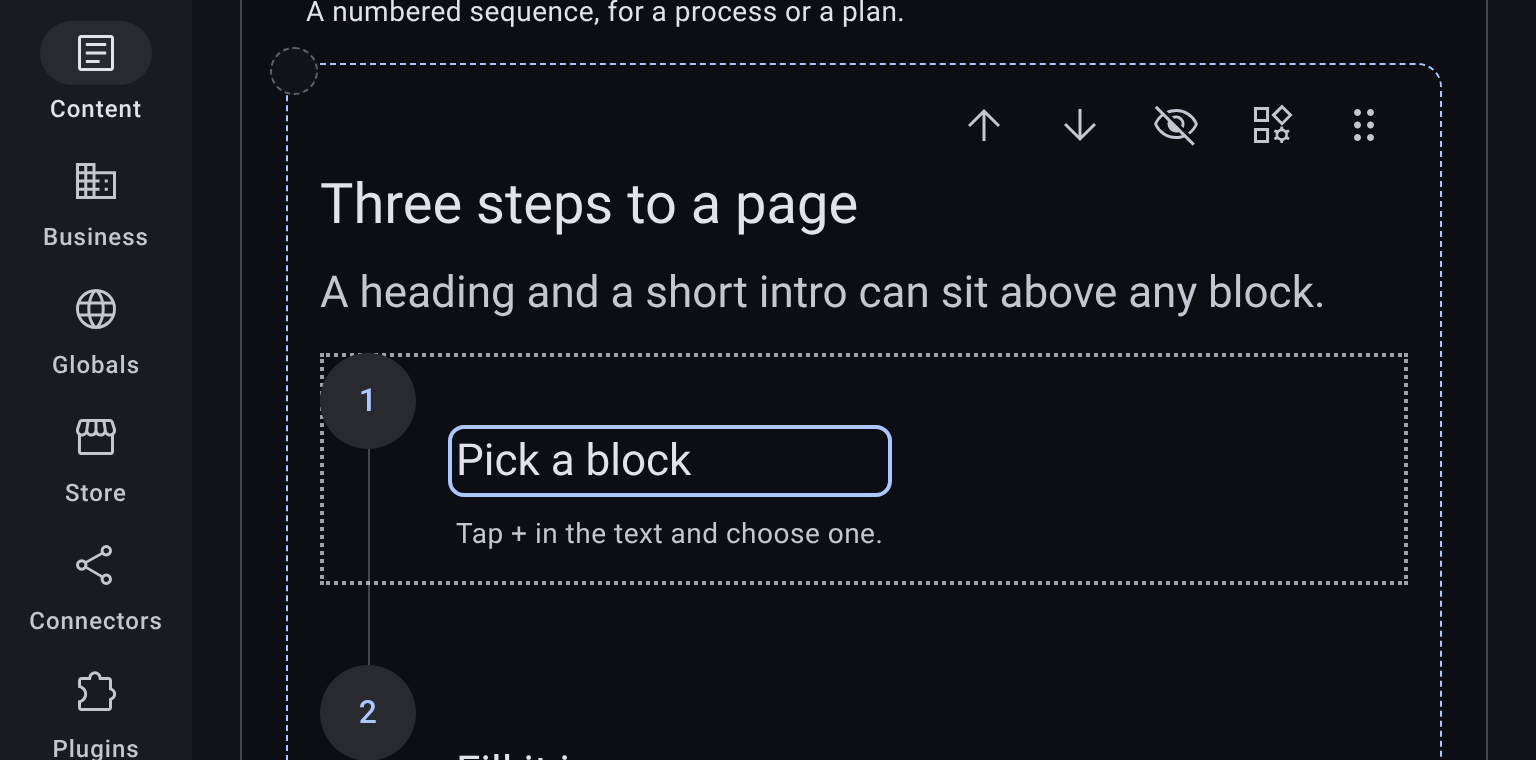 A numbered sequence, for a process or a plan.
Content
Business
Globals
Store
Connectors
Plugins
Three steps to a page
A heading and a short intro can sit above any block.
1
Pick a block
Tap + in the text and choose one.
2